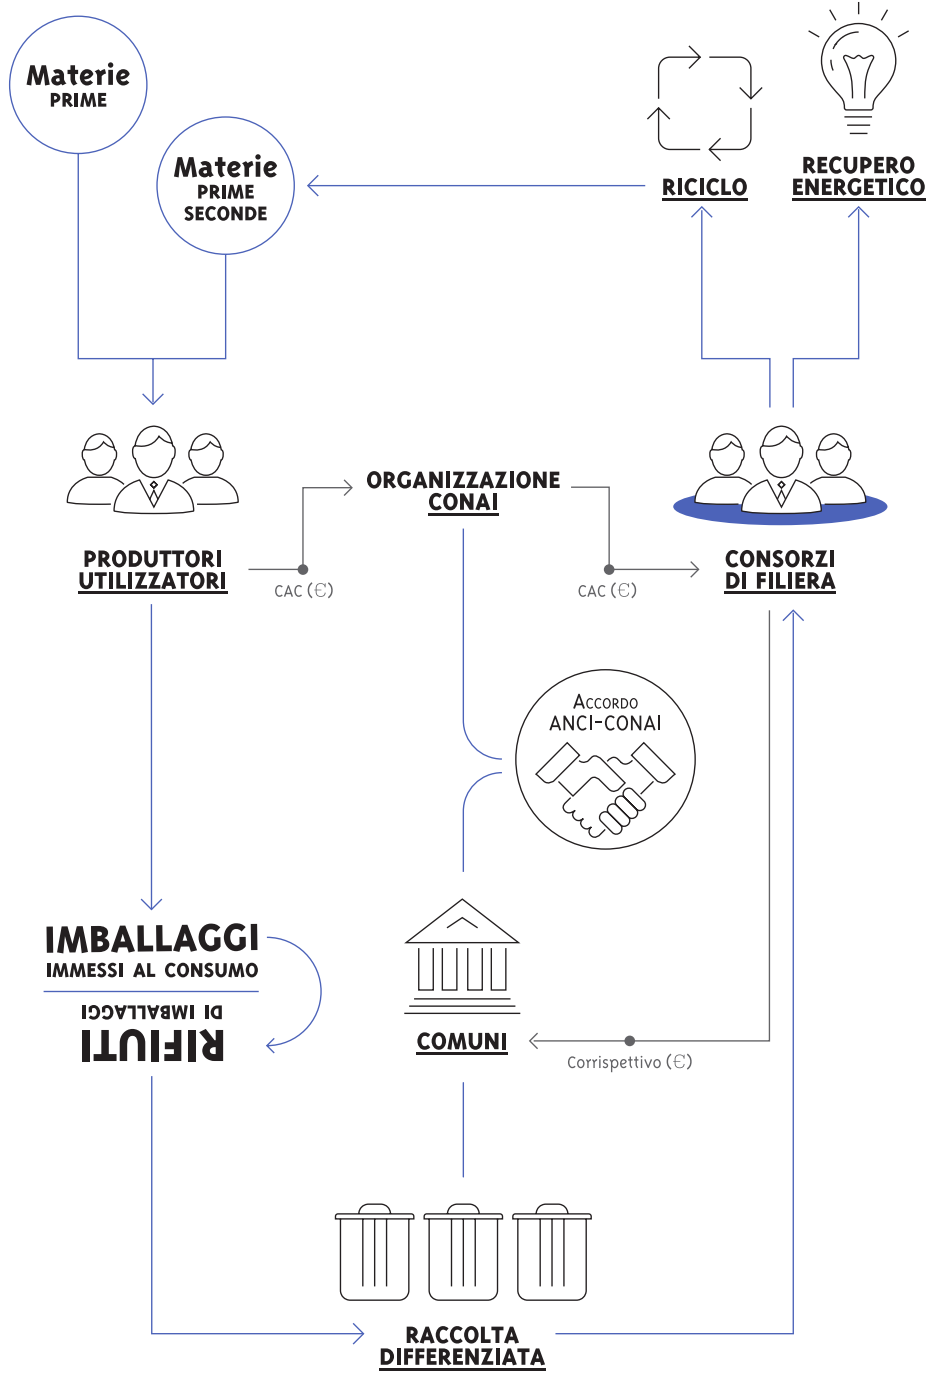 Materie
PRIME
Materie
PRIME
SECONDE
RICICLO
RECUPERO
ENERGETICO
PRODUTTORI
UTILIZZATORI
CAC (€)
ORGANIZZAZIONE
CONAI
CAC (€)
CONSORZI
DI FILIERA
ACCORDO
ANCI-CONAI
IMBALLAGGI
IMMESSI AL CONSUMO
RIFIUTI
DI IMBALLAGGI
COMUNI
Corrispettivo (€)
RACCOLTA
DIFFERENZIATA